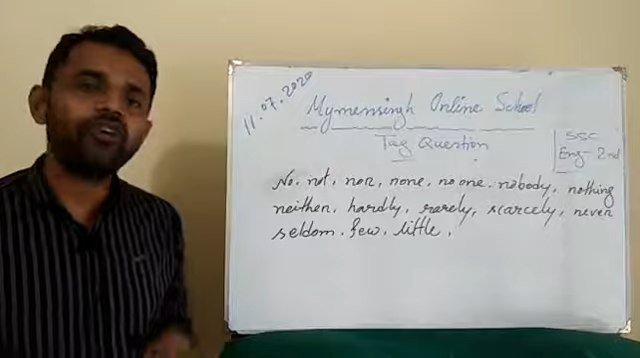 11.07.2020
Mymensingh Online School
Tag Question
SSC
Eng- 2nd
No, not, nor, none, no one. nobody, nothing
neither, hardly, rarely, scarcely, never
seldom. few, little.